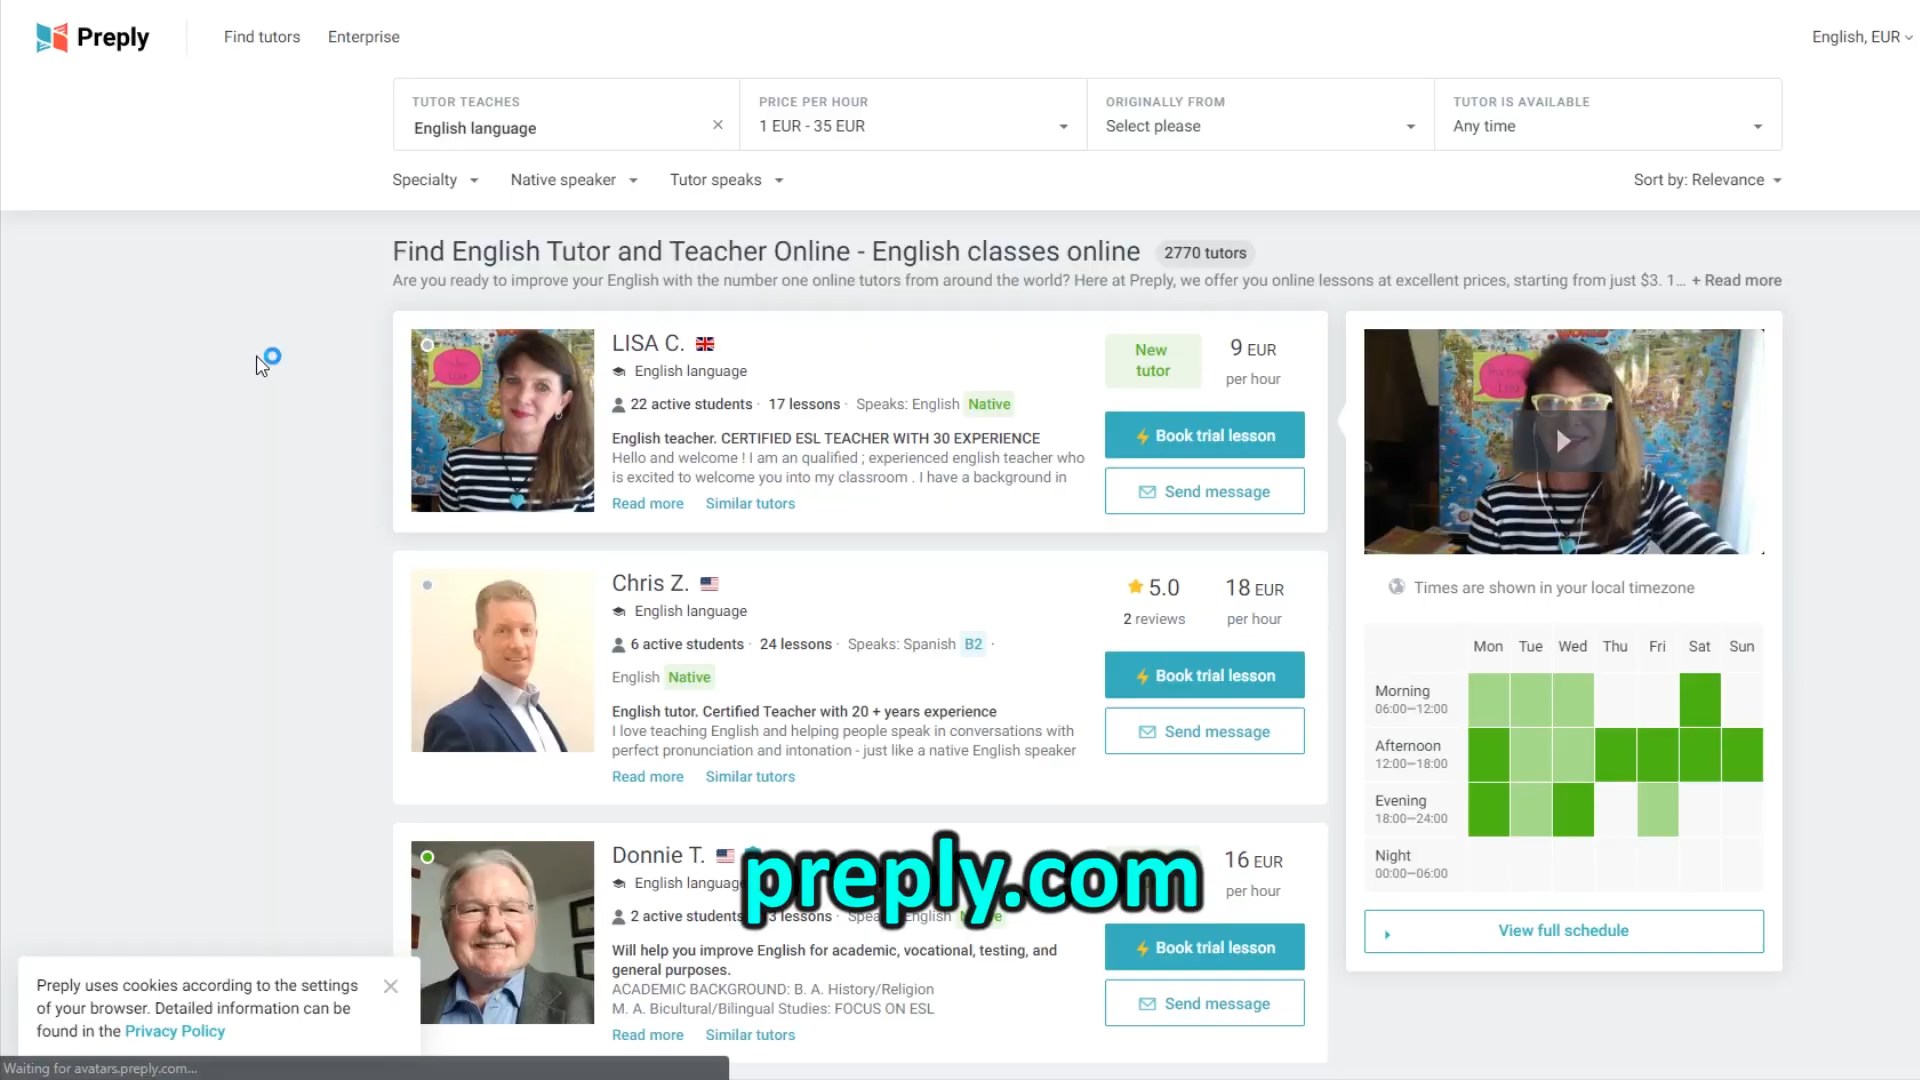 Preply
Find tutors
Enterprise
English, EUR
TUTOR TEACHES
English language
PRICE PER HOUR
1 EUR - 35 EUR
ORIGINALLY FROM
Select please
TUTOR IS AVAILABLE
Any time
Specialty
Native speaker
Tutor speaks
Sort by: Relevance
Find English Tutor and Teacher Online - English classes online
2770 tutors
Are you ready to improve your English with the number one online tutors from around the world? Here at Preply, we offer you online lessons at excellent prices, starting from just $3. 1... + Read more
LISA C.
English language
22 active students · 17 lessons · Speaks: English Native
English teacher. CERTIFIED ESL TEACHER WITH 30 EXPERIENCE
Hello and welcome ! I am an qualified ; experienced english teacher who
is excited to welcome you into my classroom . I have a background in
Read more
Similar tutors
New
tutor
9 EUR
per hour
Book trial lesson
Send message
Chris Z.
English language
6 active students · 24 lessons · Speaks: Spanish B2 ·
English Native
English tutor. Certified Teacher with 20 + years experience
I love teaching English and helping people speak in conversations with
perfect pronunciation and intonation - just like a native English speaker
Read more
Similar tutors
5.0
2 reviews
18 EUR
per hour
Book trial lesson
Send message
Donnie T.
English language
2 active students
lessons
English
Will help you improve English for academic, vocational, testing, and
general purposes.
ACADEMIC BACKGROUND: B. A. History/Religion
M. A. Bicultural/Bilingual Studies: FOCUS ON ESL
Read more
Similar tutors
16 EUR
per hour
Book trial lesson
Send message
preply.com
Times are shown in your local timezone
Mon Tue Wed Thu Fri Sat Sun
Morning
06:00—12:00
Afternoon
12:00—18:00
Evening
18:00—24:00
Night
00:00—06:00
View full schedule
Preply uses cookies according to the settings
of your browser. Detailed information can be
found in the Privacy Policy
Waiting for avatars.preply.com...